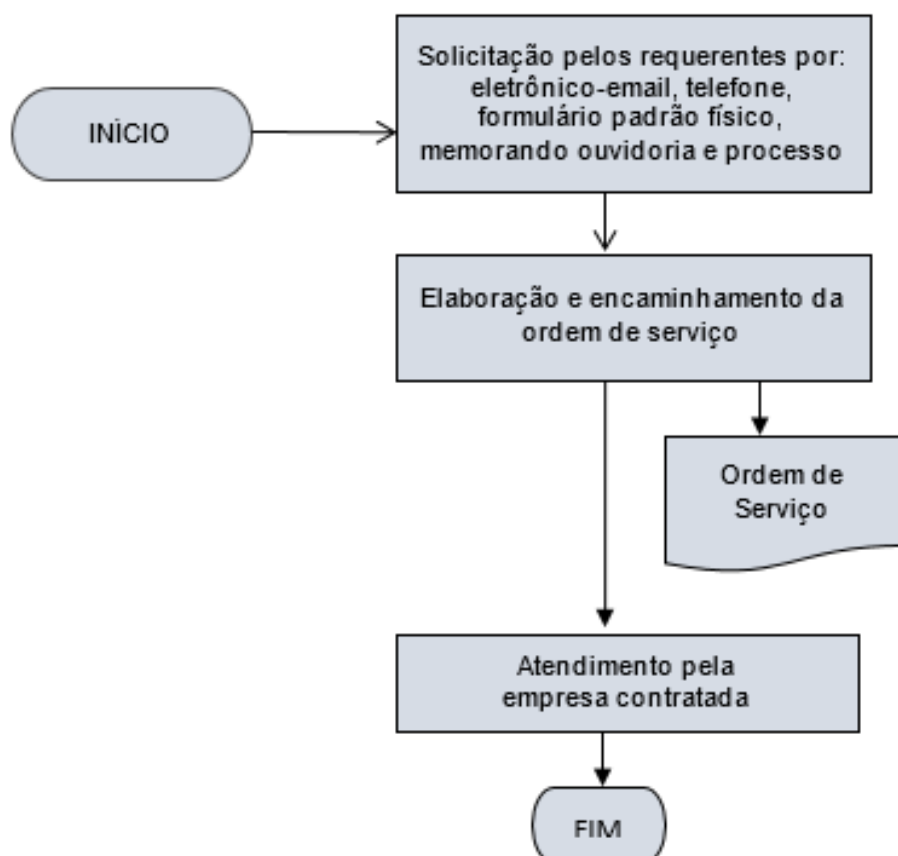 INÍCIO
Solicitação pelos requerentes por:
eletrônico-email, telefone,
formulário padrão físico,
memorando ouvidoria e processo
Elaboração e encaminhamento da
ordem de serviço
Ordem de
Serviço
Atendimento pela
empresa contratada
FIM